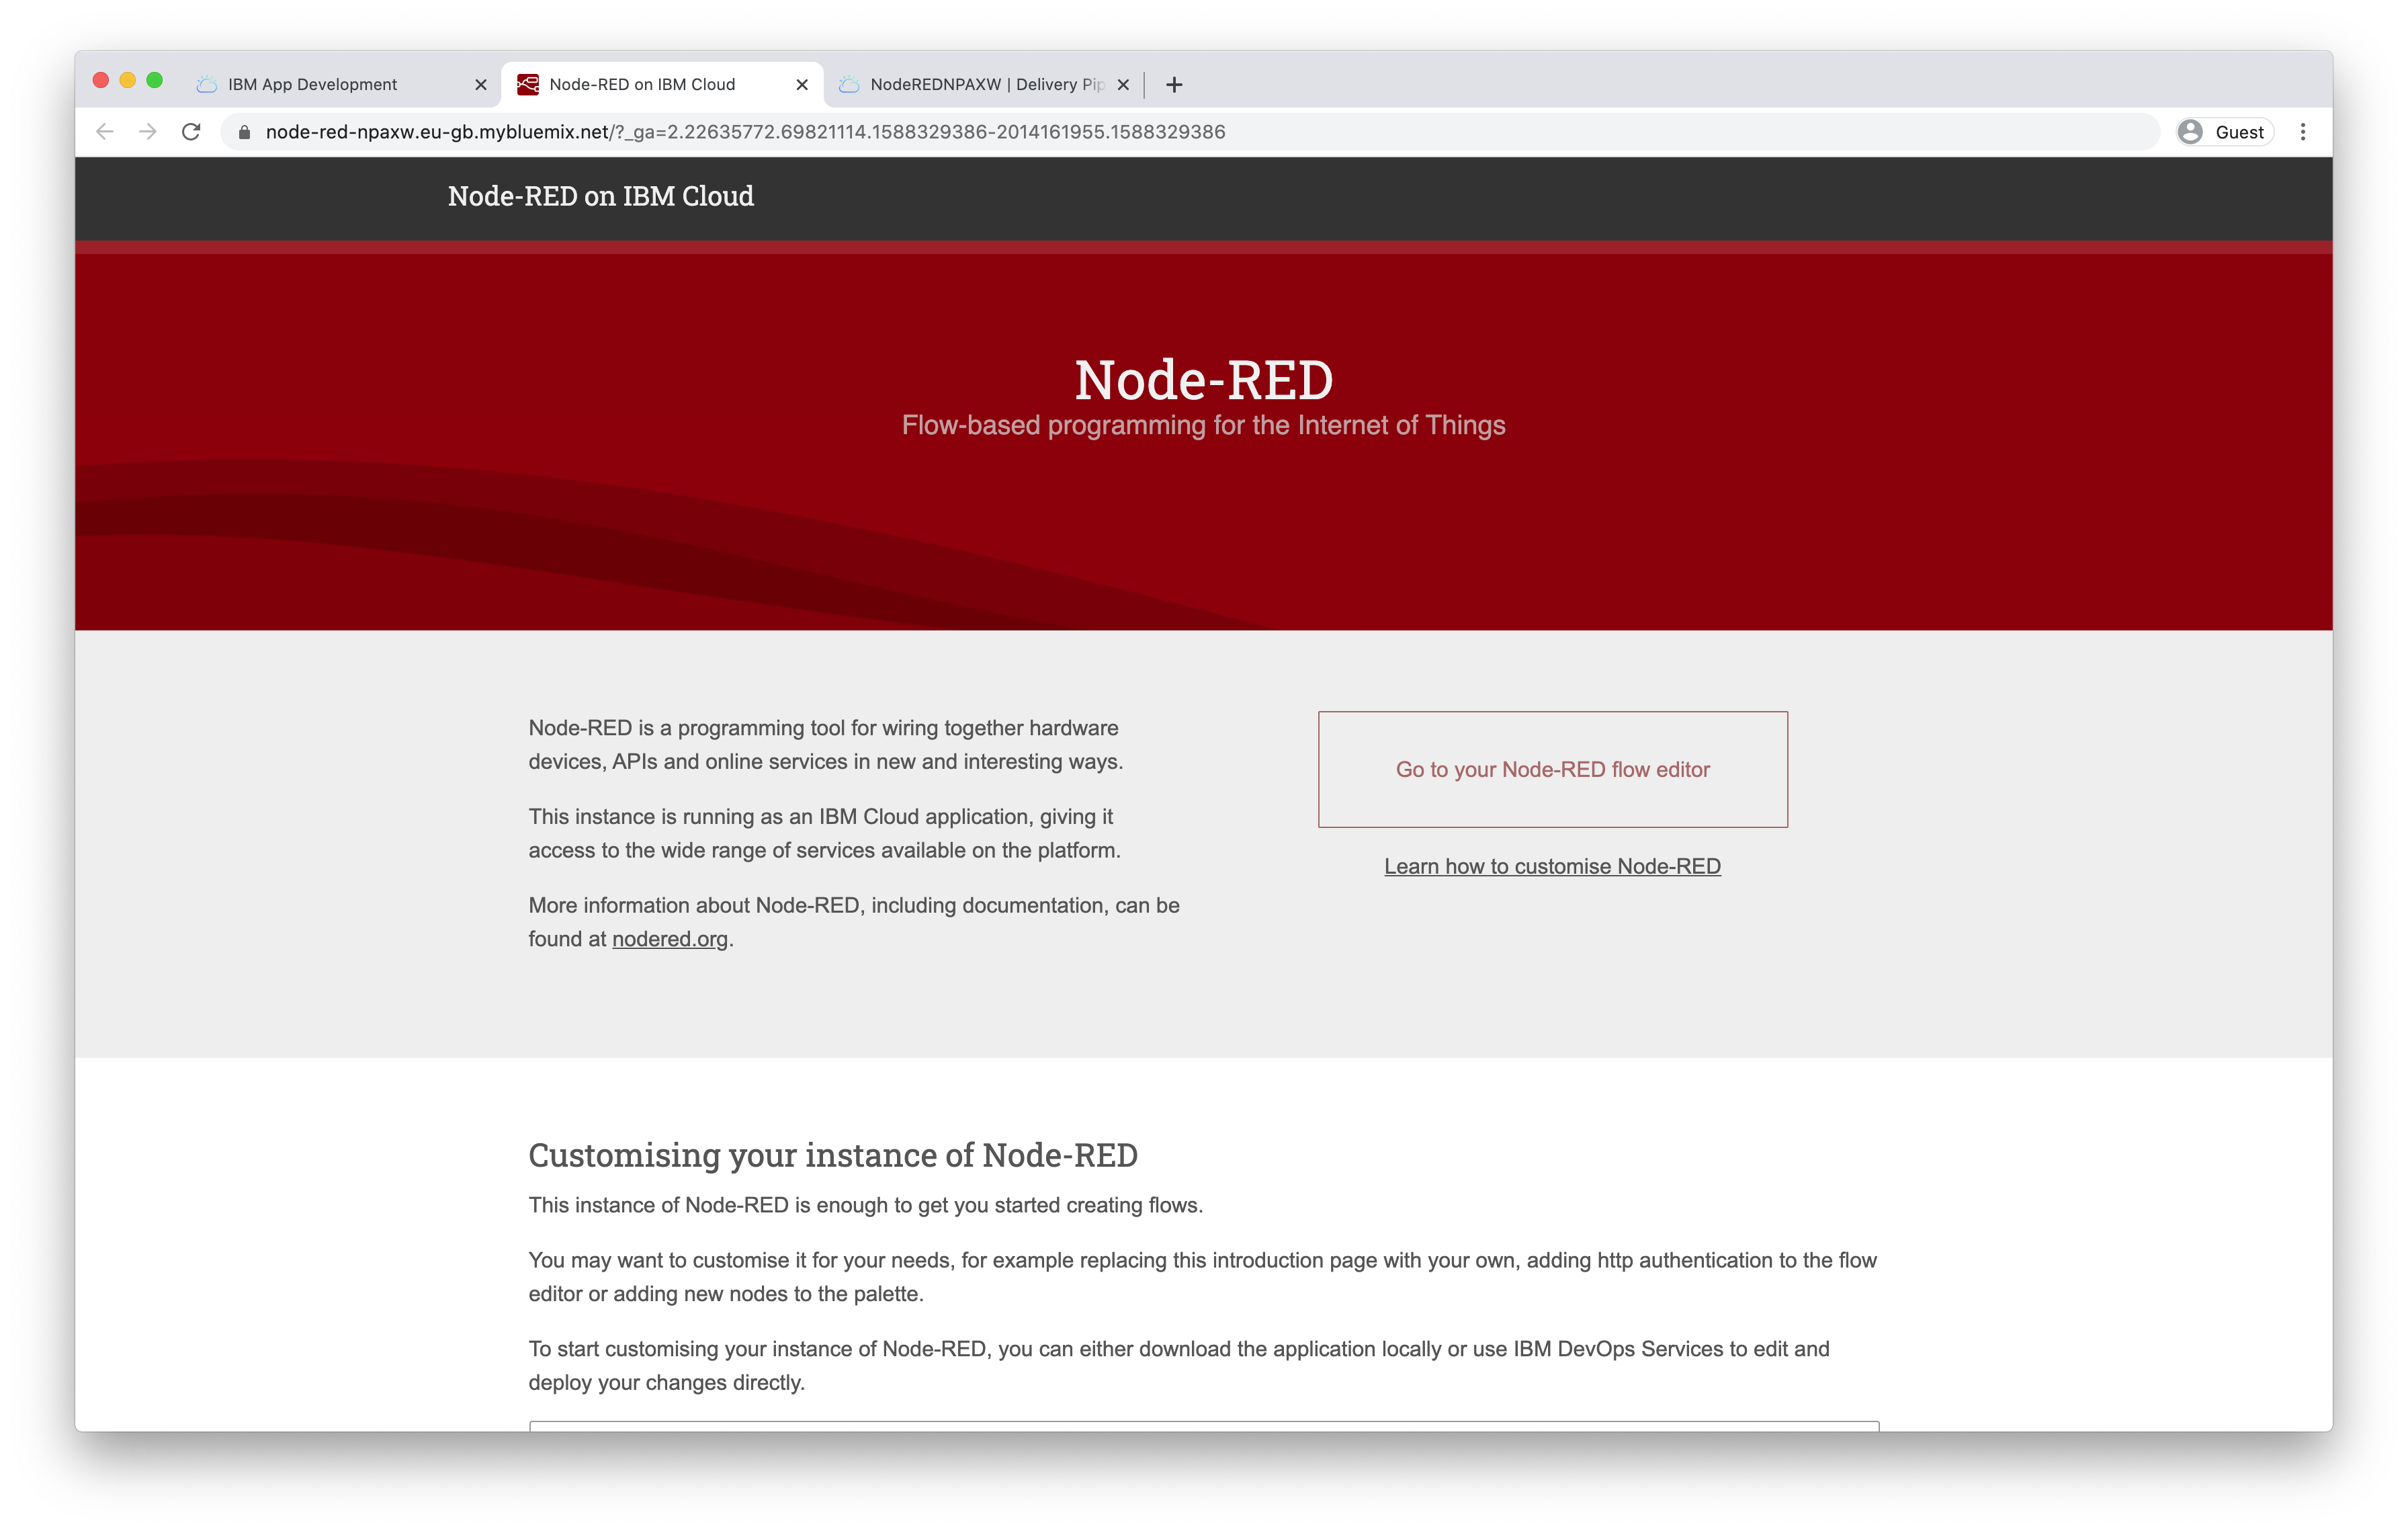 IBM App Development
Node-RED on IBM Cloud
NodeREDNPAXW | Delivery Pip
node-red-npaxw.eu-gb.mybluemix.net/?_ga=2.22635772.69821114.1588329386-2014161955.1588329386
Guest
Node-RED on IBM Cloud
Node-RED
Flow-based programming for the Internet of Things
Node-RED is a programming tool for wiring together hardware
devices, APIs and online services in new and interesting ways.
This instance is running as an IBM Cloud application, giving it
access to the wide range of services available on the platform.
More information about Node-RED, including documentation, can be
found at nodered.org.
Go to your Node-RED flow editor
Learn how to customise Node-RED
Customising your instance of Node-RED
This instance of Node-RED is enough to get you started creating flows.
You may want to customise it for your needs, for example replacing this introduction page with your own, adding http authentication to the flow
editor or adding new nodes to the palette.
To start customising your instance of Node-RED, you can either download the application locally or use IBM DevOps Services to edit and
deploy your changes directly.